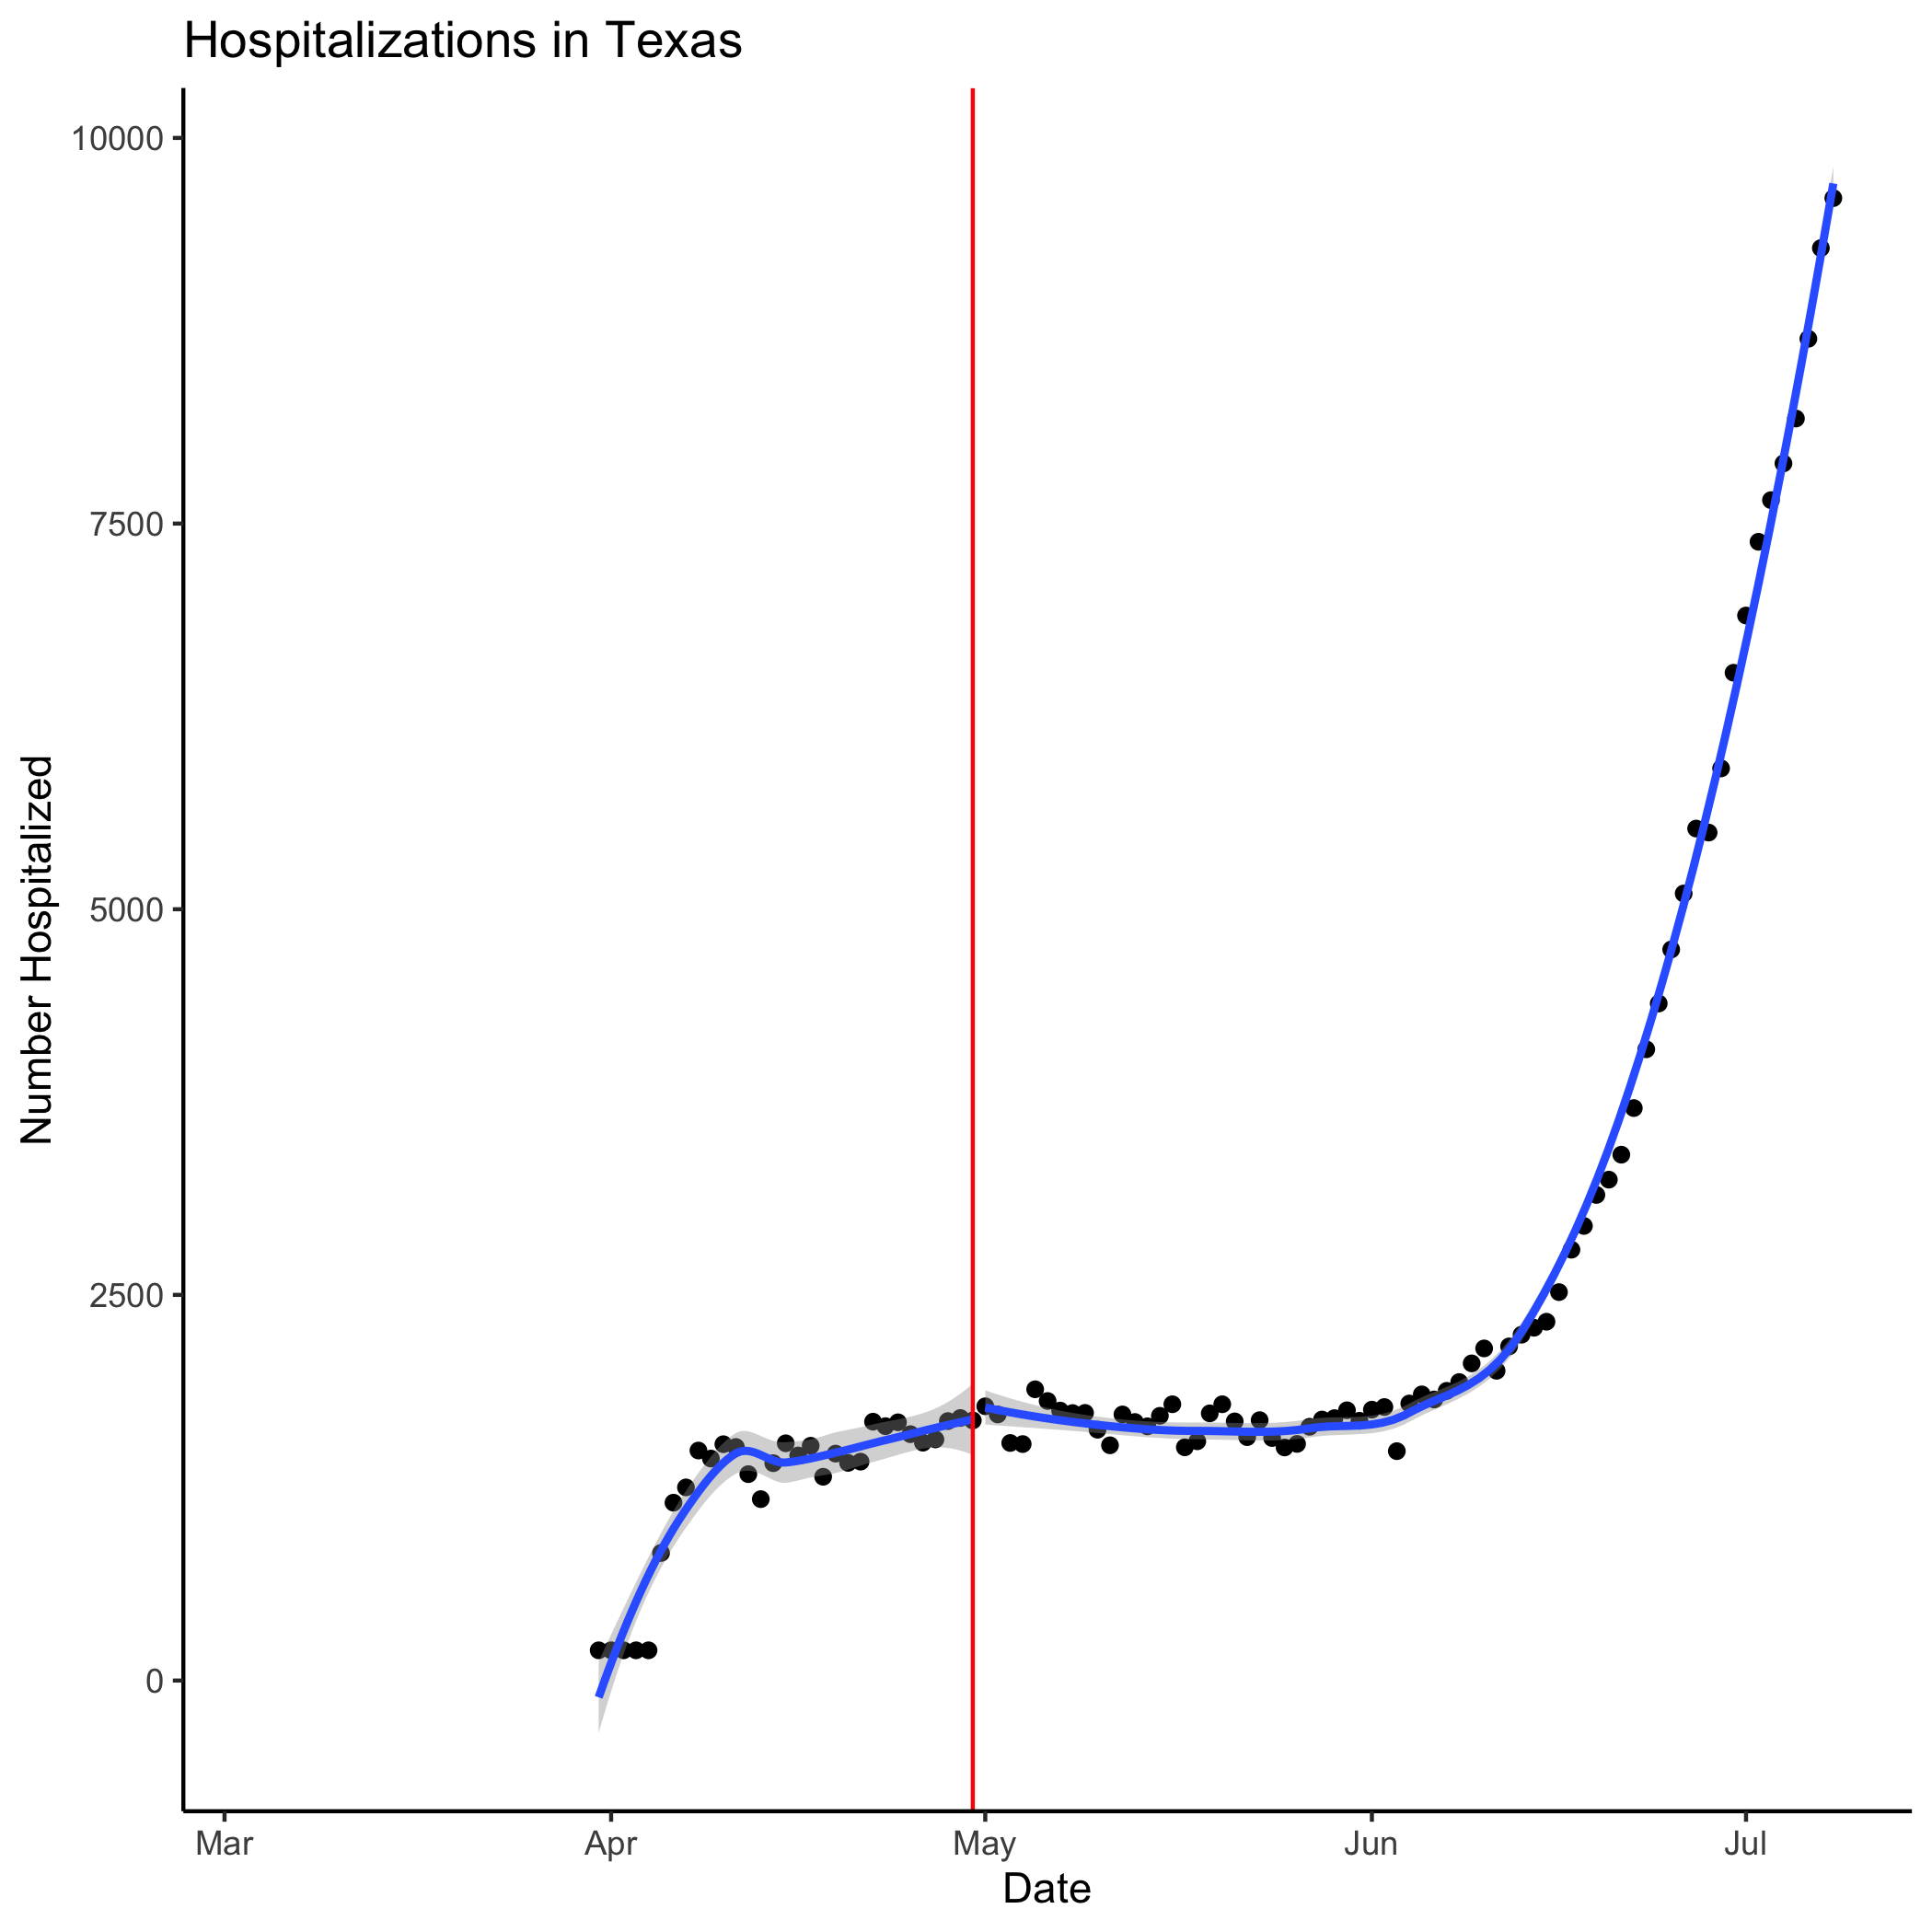 Hospitalizations in Texas
10000
7500
5000
2500
0
Number Hospitalized
Mar Apr May Jun Jul
Date